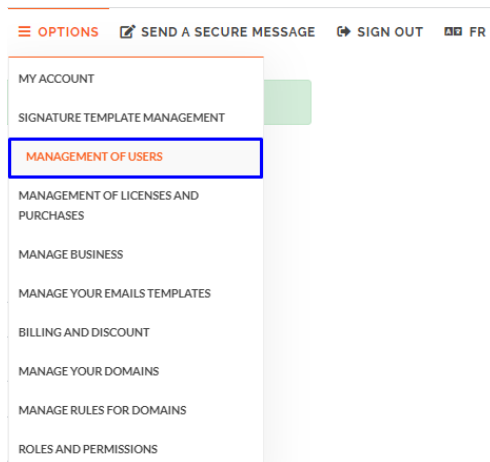 OPTIONS SEND A SECURE MESSAGE SIGN OUT FR
MY ACCOUNT
SIGNATURE TEMPLATE MANAGEMENT
MANAGEMENT OF USERS
MANAGEMENT OF LICENSES AND
PURCHASES
MANAGE BUSINESS
MANAGE YOUR EMAILS TEMPLATES
BILLING AND DISCOUNT
MANAGE YOUR DOMAINS
MANAGE RULES FOR DOMAINS
ROLES AND PERMISSIONS